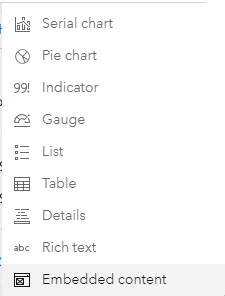 Serial chart
Pie chart
99! Indicator
Gauge
List
Table
Details
abc Rich text
Embedded content